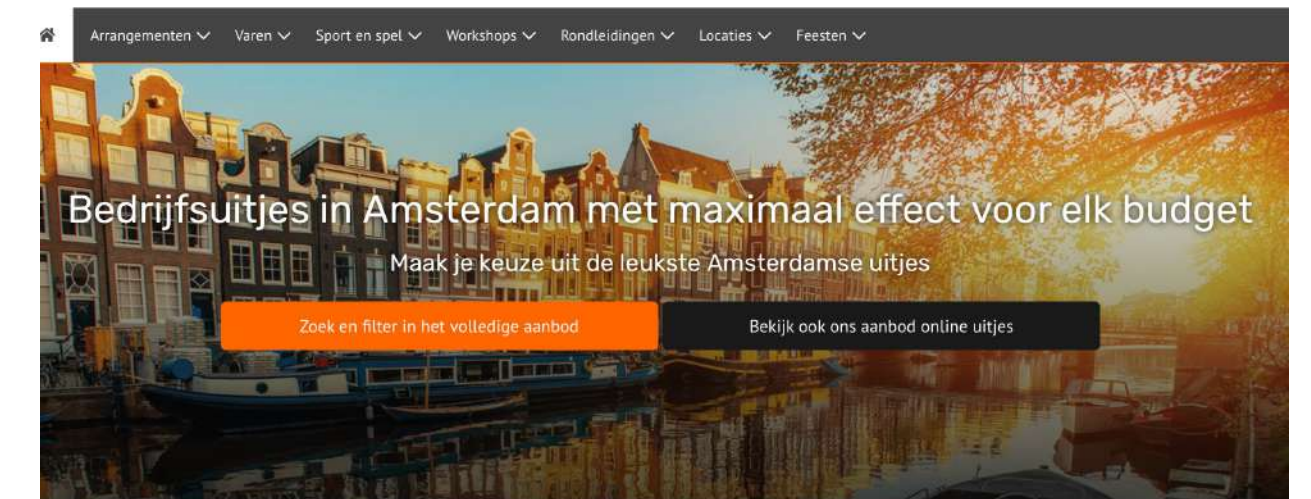 Arrangementen Varen Sport en spel Workshops Rondleidingen Locaties Feesten
Bedrijfsuitjes in Amsterdam met maximaal effect voor elk budget
Maak je keuze uit de leukste Amsterdamse uitjes
Zoek en filter in het volledige aanbod Bekijk ook ons aanbod online uitjes